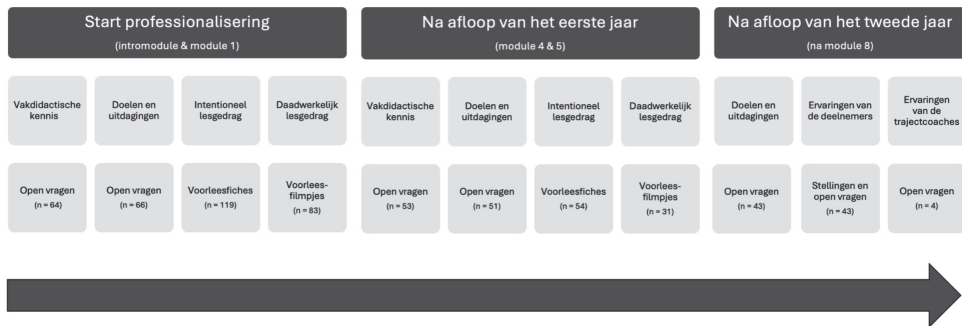 Start professionalisering
(intromodule & module 1)
Na afloop van het eerste jaar
(module 4 & 5)
Na afloop van het tweede jaar
(na module 8)
Vakdidactische
kennis
Doelen en
uitdagingen
Intentioneel
lesgedrag
Daadwerkelijk
lesgedrag
Vakdidactische
kennis
Doelen en
uitdagingen
Intentioneel
lesgedrag
Daadwerkelijk
lesgedrag
Doelen en
uitdagingen
Ervaringen van
de deelnemers
Ervaringen
van de
trajectcoaches
Open vragen
(n = 64)
Open vragen
(n = 66)
Voorleesfiches
(n = 119)
Voorlees-
filmpjes
(n = 83)
Open vragen
(n = 53)
Open vragen
(n = 51)
Voorleesfiches
(n = 54)
Voorlees-
filmpjes
(n = 31)
Open vragen
(n = 43)
Stellingen en
open vragen
(n = 43)
Open vragen
(n = 4)